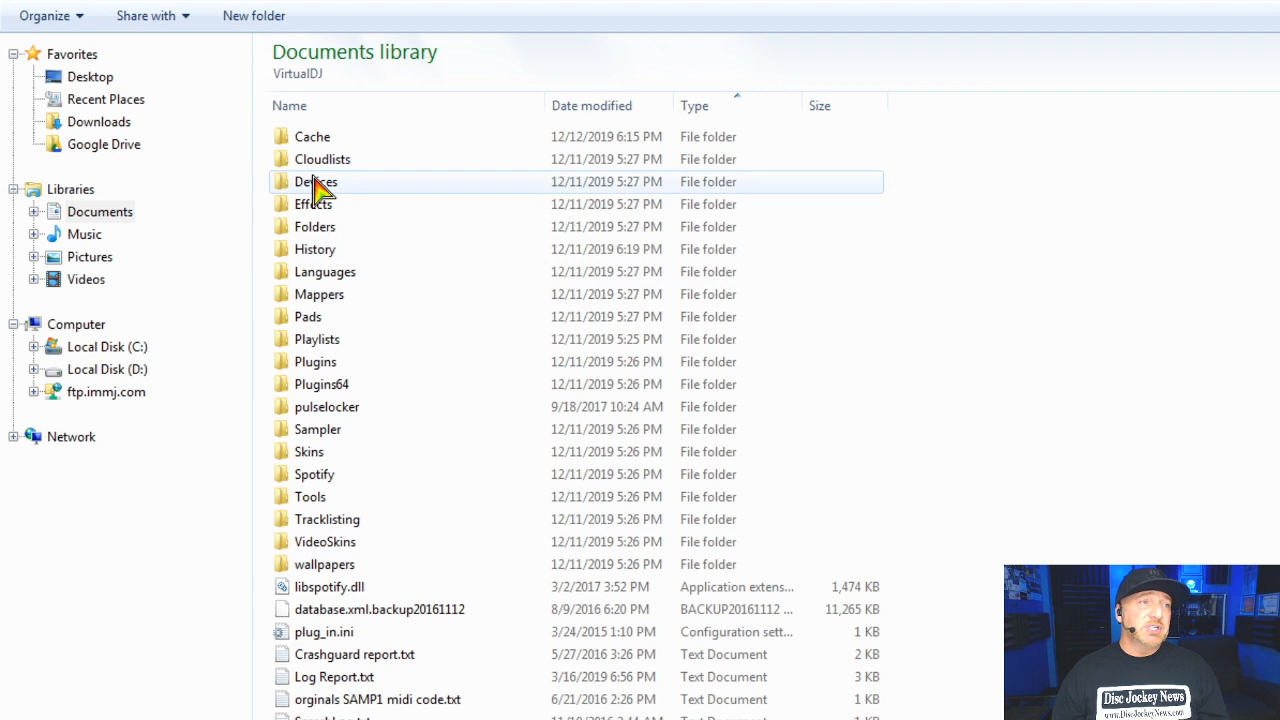 Organize Share with New folder
Favorites
Desktop
Recent Places
Downloads
Google Drive
Libraries
Documents
Music
Pictures
Videos
Computer
Local Disk (C:)
Local Disk (D:)
ftp.immj.com
Network
Documents library
VirtualDJ
Name Date modified Type Size
Cache 12/12/2019 6:15 PM File folder
Cloudlists 12/11/2019 5:27 PM File folder
Devices 12/11/2019 5:27 PM File folder
Effects 12/11/2019 5:27 PM File folder
Folders 12/11/2019 5:27 PM File folder
History 12/11/2019 6:19 PM File folder
Languages 12/11/2019 5:27 PM File folder
Mappers 12/11/2019 5:27 PM File folder
Pads 12/11/2019 5:27 PM File folder
Playlists 12/11/2019 5:25 PM File folder
Plugins 12/11/2019 5:26 PM File folder
Plugins64 12/11/2019 5:26 PM File folder
pulselocker 9/18/2017 10:24 AM File folder
Sampler 12/11/2019 5:26 PM File folder
Skins 12/11/2019 5:26 PM File folder
Spotify 12/11/2019 5:26 PM File folder
Tools 12/11/2019 5:26 PM File folder
Tracklisting 12/11/2019 5:26 PM File folder
VideoSkins 12/11/2019 5:26 PM File folder
wallpapers 12/11/2019 5:26 PM File folder
libspotify.dll 3/2/2017 3:52 PM Application extens... 1,474 KB
database.xml.backup20161112 8/9/2016 6:20 PM BACKUP20161112 ... 11,265 KB
plug_in.ini 3/24/2015 1:10 PM Configuration sett... 1 KB
Crashguard report.txt 5/27/2016 3:26 PM Text Document 2 KB
Log Report.txt 3/16/2019 6:56 PM Text Document 3 KB
orginals SAMP1 midi code.txt 6/21/2016 2:26 PM Text Document 1 KB
Disc Jockey News
www.DiscJockeyNews.com